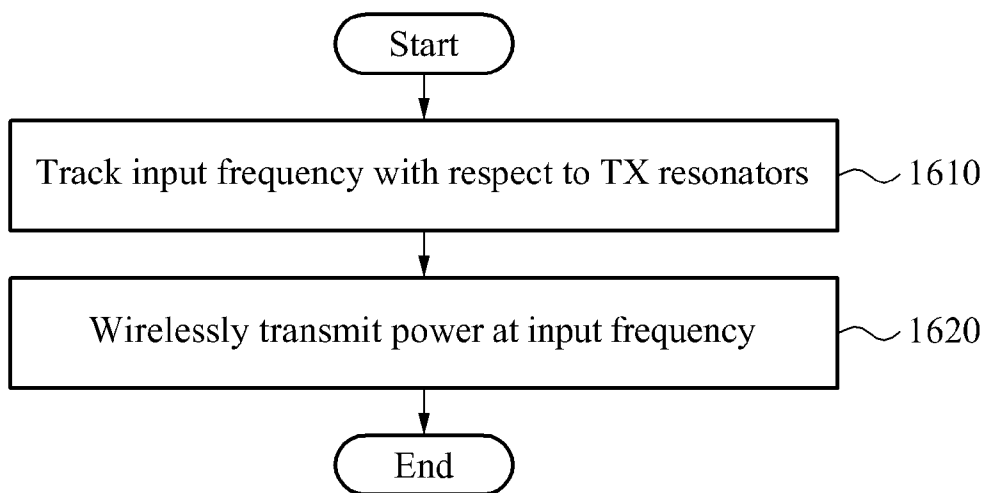 Start
Track input frequency with respect to TX resonators
1610
Wirelessly transmit power at input frequency
1620
End